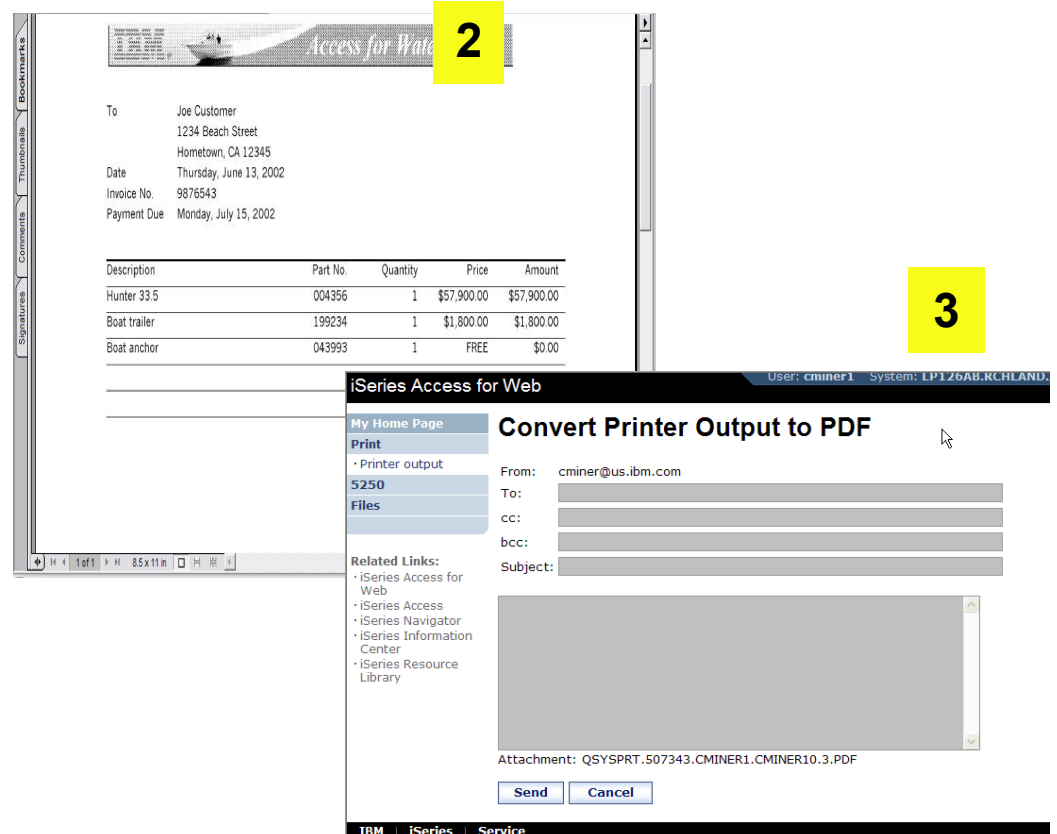 2
IBM
Access for
Bookmarks
Thumbnails
Comments
Signatures
To Joe Customer
1234 Beach Street
Hometown, CA 12345
Date Thursday, June 13, 2002
Invoice No. 9876543
Payment Due Monday, July 15, 2002
Description Part No. Quantity Price Amount
Hunter 33.5 004356 1 $57,900.00 $57,900.00
Boat trailer 199234 1 $1,800.00 $1,800.00
Boat anchor 043993 1 FREE $0.00
1 of 1 8.5 x 11 in
3
iSeries Access for Web
User: cminer1 System: LP126AB.RCHLAND.
My Home Page
Print
· Printer output
5250
Files
Related Links:
· iSeries Access for
Web
· iSeries Access
· iSeries Navigator
· iSeries Information
Center
· iSeries Resource
Library
Convert Printer Output to PDF
From: cminer@us.ibm.com
To:
cc:
bcc:
Subject:
Attachment: QSYSPRT.507343.CMINER1.CMINER10.3.PDF
Send Cancel
IBM | iSeries | Service